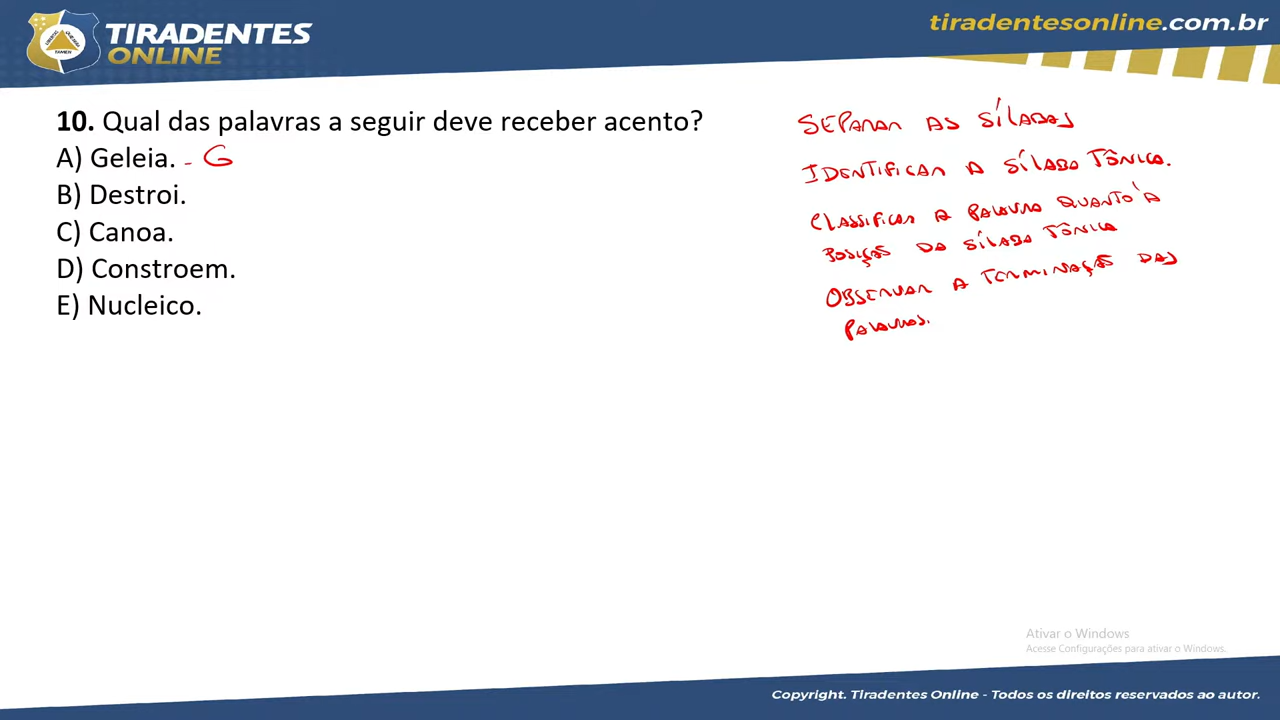 TIRADENTES
ONLINE
tiradentesonline.com.br
10. Qual das palavras a seguir deve receber acento?
A) Geleia. - G
B) Destroi.
C) Canoa.
D) Constroem.
E) Nucleico.
SEPARAR AS SÍLABAS
IDENTIFICAR A SÍLABA TÔNICA.
CLASSIFICAR A PALAVRA QUANTO À
POSIÇÃO DA SÍLABA TÔNICA
OBSERVAR A TERMINAÇÃO DAS
PALAVRAS.
Ativar o Windows
Acesse Configurações para ativar o Windows.
Copyright. Tiradentes Online - Todos os direitos reservados ao autor.